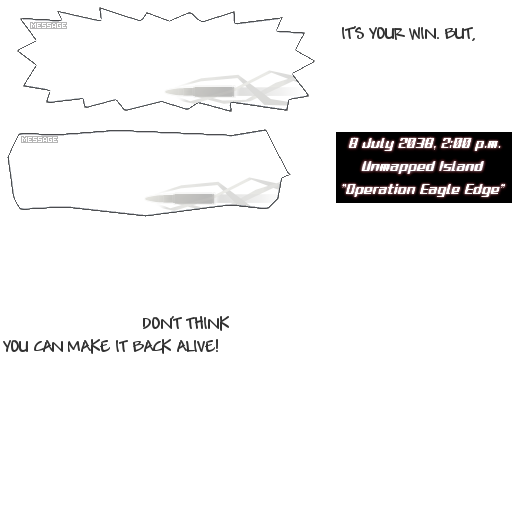 MESSAGE
IT'S YOUR WIN. BUT,
MESSAGE
8 July 2030, 2:00 p.m.
Unmapped Island
"Operation Eagle Edge"
DON'T THINK
YOU CAN MAKE IT BACK ALIVE!